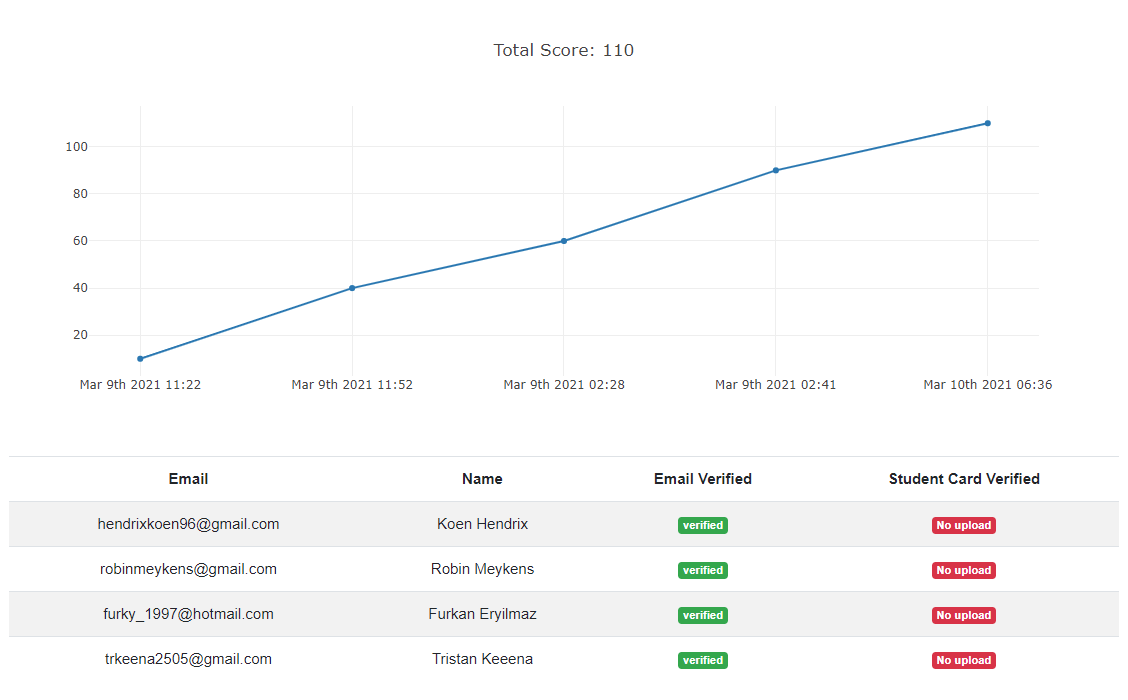 Total Score: 110
100
80
60
40
20
Mar 9th 2021 11:22 Mar 9th 2021 11:52 Mar 9th 2021 02:28 Mar 9th 2021 02:41 Mar 10th 2021 06:36
Email Name Email Verified Student Card Verified
hendrixkoen96@gmail.com Koen Hendrix verified No upload
robinmeykens@gmail.com Robin Meykens verified No upload
furky_1997@hotmail.com Furkan Eryilmaz verified No upload
trkeena2505@gmail.com Tristan Keeena verified No upload